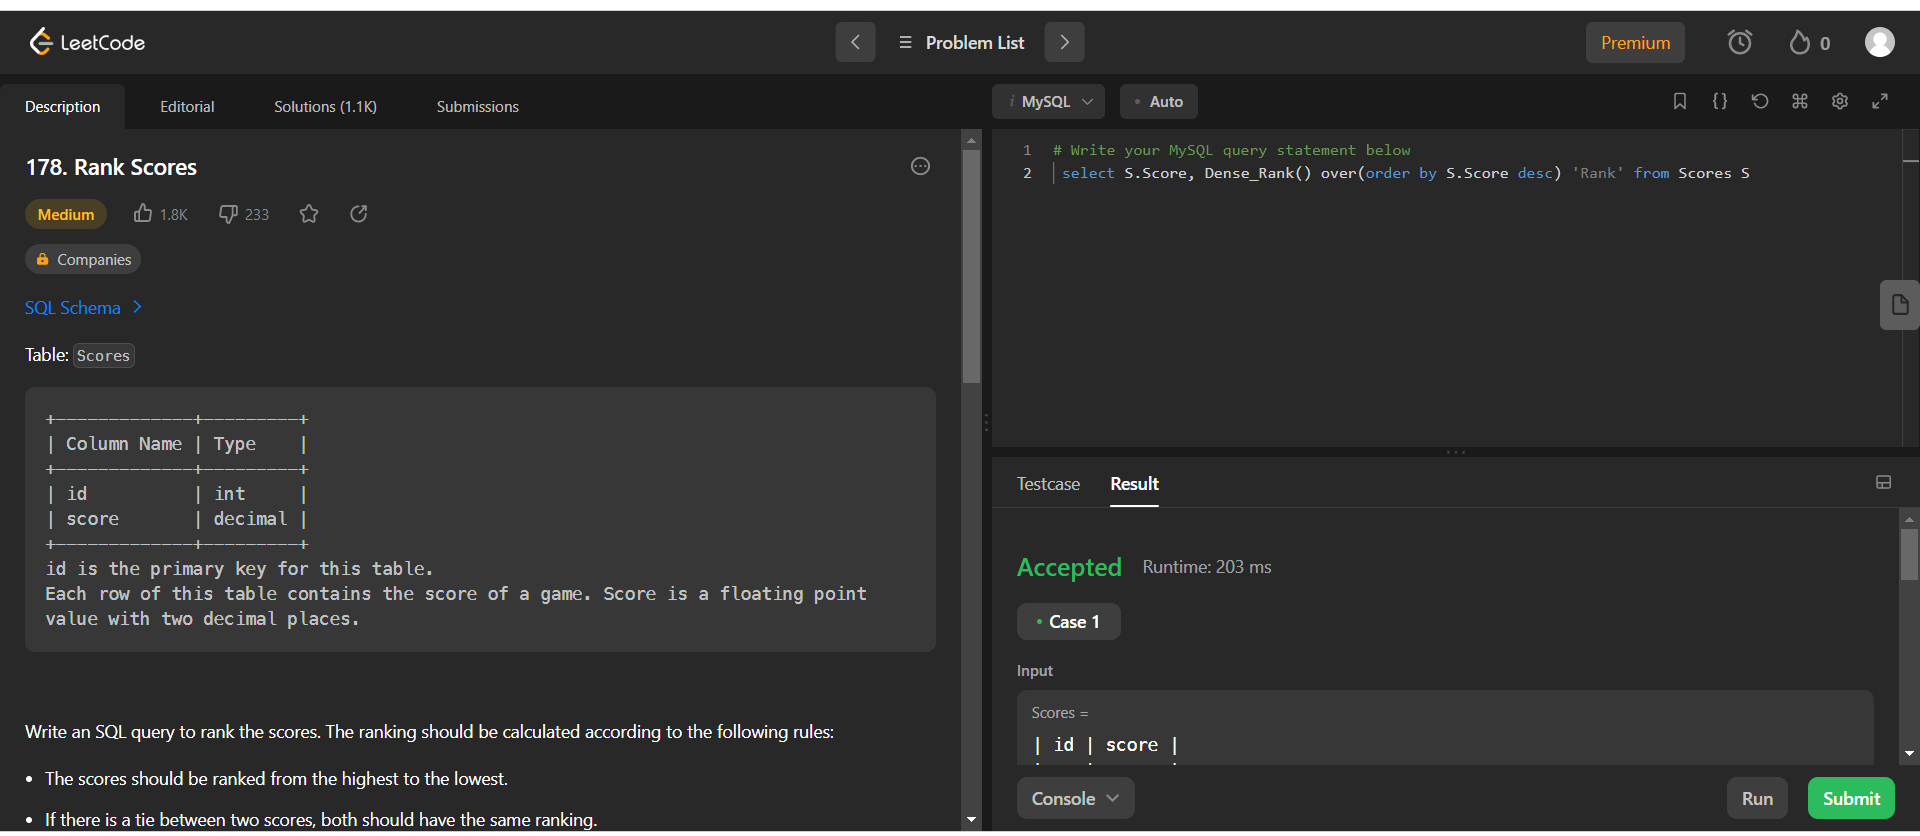 LeetCode
Problem List
Premium
0
Description
Editorial
Solutions (1.1K)
Submissions
178. Rank Scores
Medium
1.8K
233
Companies
SQL Schema
Table: Scores
+-------------+---------+
| Column Name | Type    |
+-------------+---------+
| id          | int     |
| score       | decimal |
+-------------+---------+
id is the primary key for this table.
Each row of this table contains the score of a game. Score is a floating point
value with two decimal places.
Write an SQL query to rank the scores. The ranking should be calculated according to the following rules:
• The scores should be ranked from the highest to the lowest.
• If there is a tie between two scores, both should have the same ranking.
i MySQL
• Auto
{}
1 # Write your MySQL query statement below
2 select S.Score, Dense_Rank() over(order by S.Score desc) 'Rank' from Scores S
Testcase
Result
Accepted
Runtime: 203 ms
• Case 1
Input
Scores =
| id | score |
Console
Run
Submit